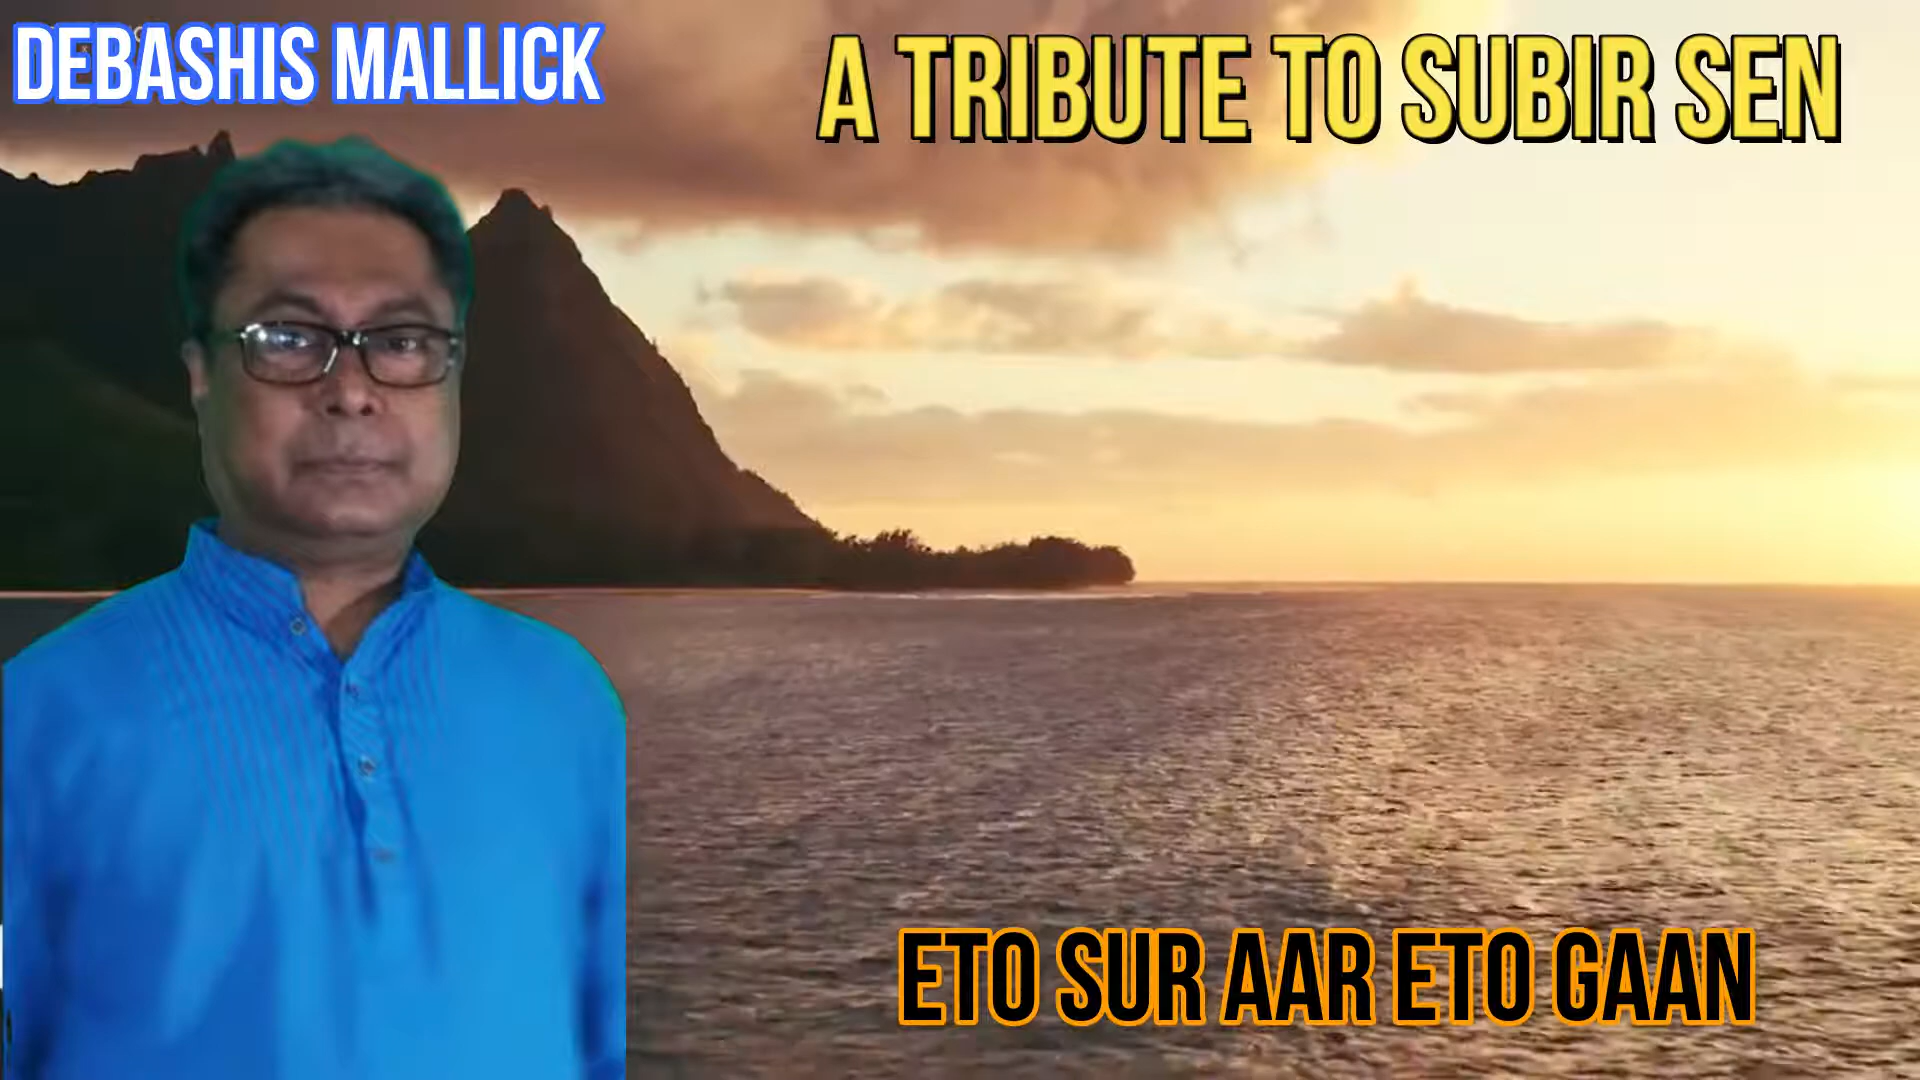 DEBASHIS MALLICK
A TRIBUTE TO SUBIR SEN
ETO SUR AAR ETO GAAN